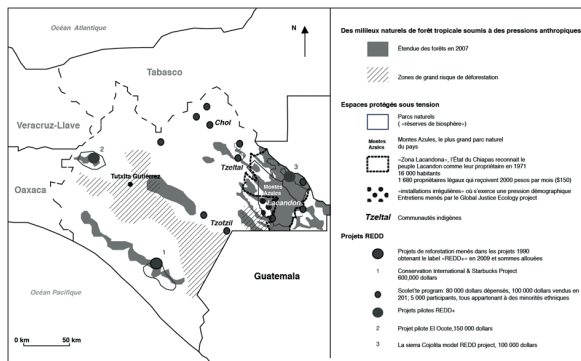 Océan Atlantique
N
Tabasco
Veracruz-Llave
Chol
2
Tzeltal
3
Tutxtla Gutiérrez
Montes
Azules
Lacandon
Oaxaca
Tzotzil
1
Guatemala
Océan Pacifique
0 50 km
Des milileux naturels de forêt tropicale soumis à des pressions anthropiques
Étendue des forêts en 2007
Zones de grand risque de déforestation
Espaces protégés sous tension
Parcs naturels
( «réserves de biosphère»)
Montes
Azules
Montes Azules, le plus grand parc naturel
du pays
«Zona Lacandona», l'État du Chiapas reconnait le
peuple Lacandon comme leur propriétaire en 1971
16 000 habitants
1 680 propriétaires légaux qui reçoivent 2000 pesos par mois ($150)
«installations irrégulières» où s'exerce une pression démographique
Entretiens menés par le Global Justice Ecology project
Tzeltal Communautés indigènes
Projets REDD
Projets de reforestation menés dans les projets 1990
obtenant le label «REDD+» en 2009 et sommes allouées
1 Conservation International & Starbucks Project
600,000 dollars
Scolel'te program: 80 000 dollars dépensés, 100 000 dollars vendus en
201; 5 000 participants, tous appartenant à des minorités ethniques
Projets pilotes REDD+
2 Projet pilote El Ocote,150 000 dollars
3 La sierra Cojolita model REDD project, 100 000 dollars